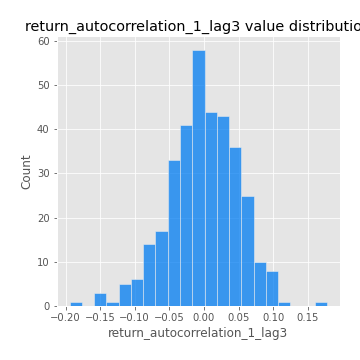 return_autocorrelation_1_lag3 value distributio
60
50
40
30
20
10
0
Count
−0.20 −0.15 −0.10 −0.05 0.00 0.05 0.10 0.15
return_autocorrelation_1_lag3